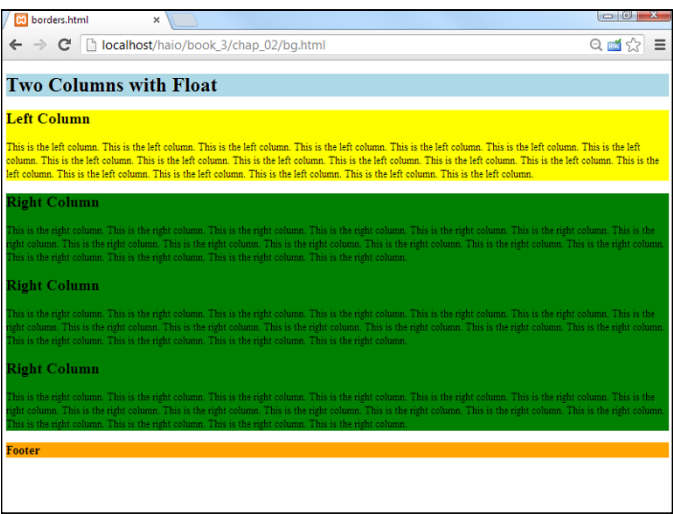 borders.html
localhost/haio/book_3/chap_02/bg.html
Two Columns with Float
Left Column
This is the left column. This is the left column. This is the left column. This is the left column. This is the left column. This is the left column. This is the left
column. This is the left column. This is the left column. This is the left column. This is the left column. This is the left column. This is the left column. This is the
left column. This is the left column. This is the left column. This is the left column. This is the left column. This is the left column.
Right Column
This is the right column. This is the right column. This is the right column. This is the right column. This is the right column. This is the right column. This is the
right column. This is the right column. This is the right column. This is the right column. This is the right column. This is the right column. This is the right column.
This is the right column. This is the right column. This is the right column. This is the right column.
Right Column
This is the right column. This is the right column. This is the right column. This is the right column. This is the right column. This is the right column. This is the
right column. This is the right column. This is the right column. This is the right column. This is the right column. This is the right column. This is the right column.
This is the right column. This is the right column. This is the right column. This is the right column.
Right Column
This is the right column. This is the right column. This is the right column. This is the right column. This is the right column. This is the right column. This is the
right column. This is the right column. This is the right column. This is the right column. This is the right column. This is the right column. This is the right column.
This is the right column. This is the right column. This is the right column. This is the right column.
Footer